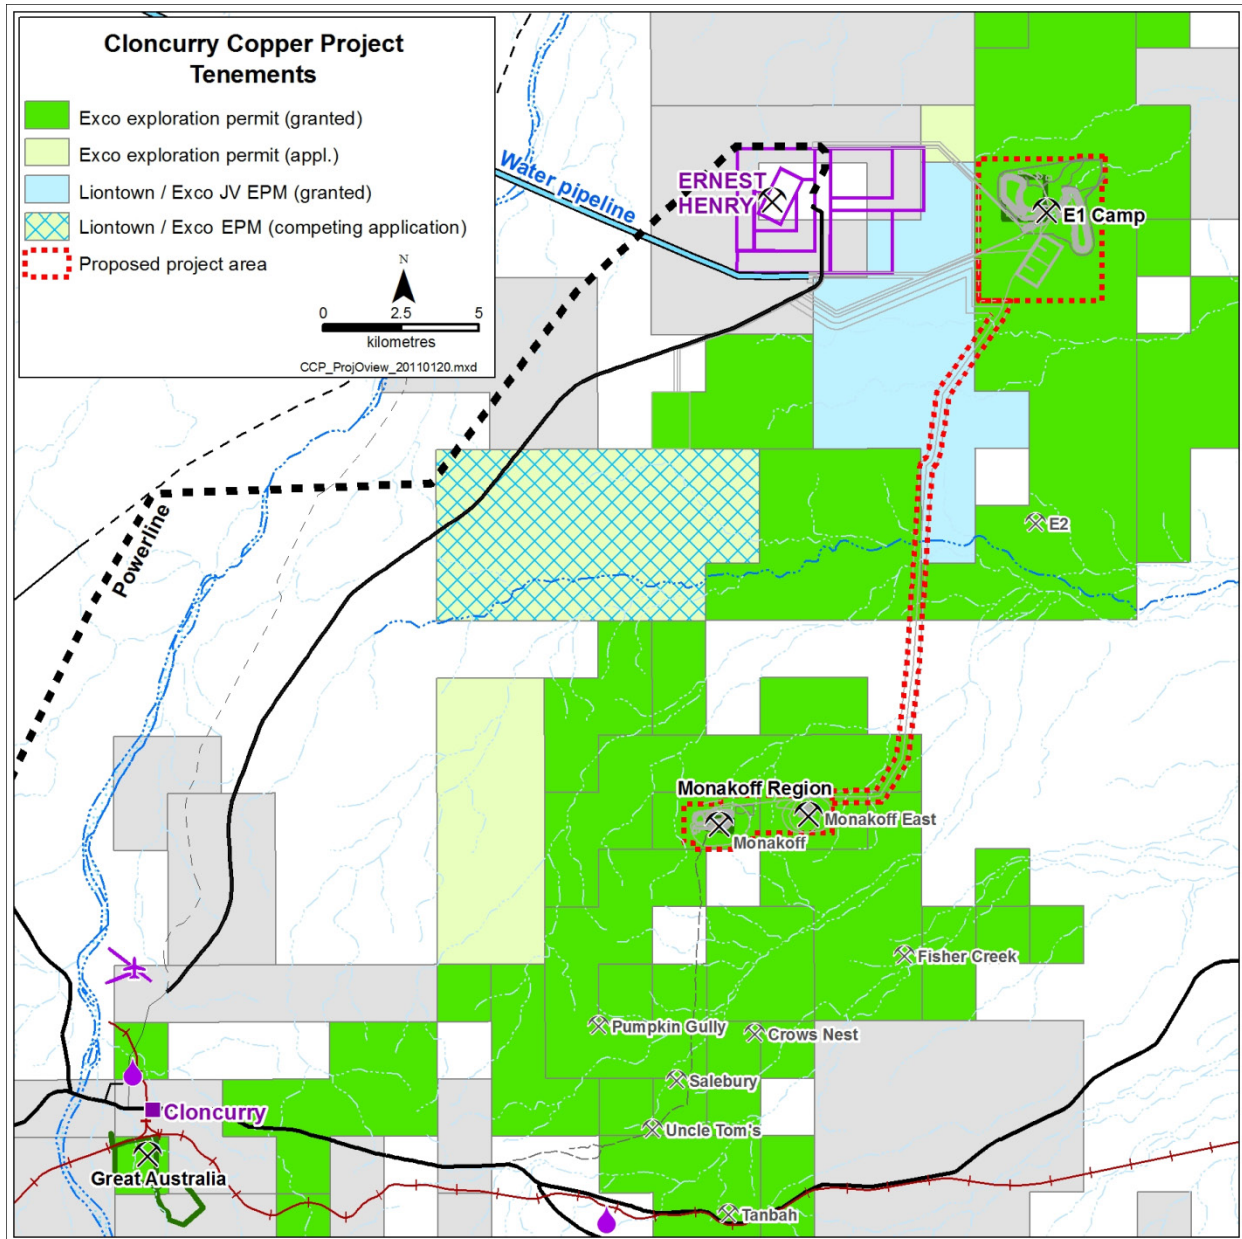 Cloncurry Copper Project
Tenements
Exco exploration permit (granted)
Exco exploration permit (appl.)
Liontown / Exco JV EPM (granted)
Liontown / Exco EPM (competing application)
Proposed project area
N
0 2.5 5
kilometres
CCP_ProjOview_20110120.mxd
Water pipeline
ERNEST
HENRY
E1 Camp
Powerline
E2
Monakoff Region
Monakoff East
Monakoff
Fisher Creek
Pumpkin Gully
Crows Nest
Salebury
Cloncurry
Uncle Tom's
Great Australia
Tanbah